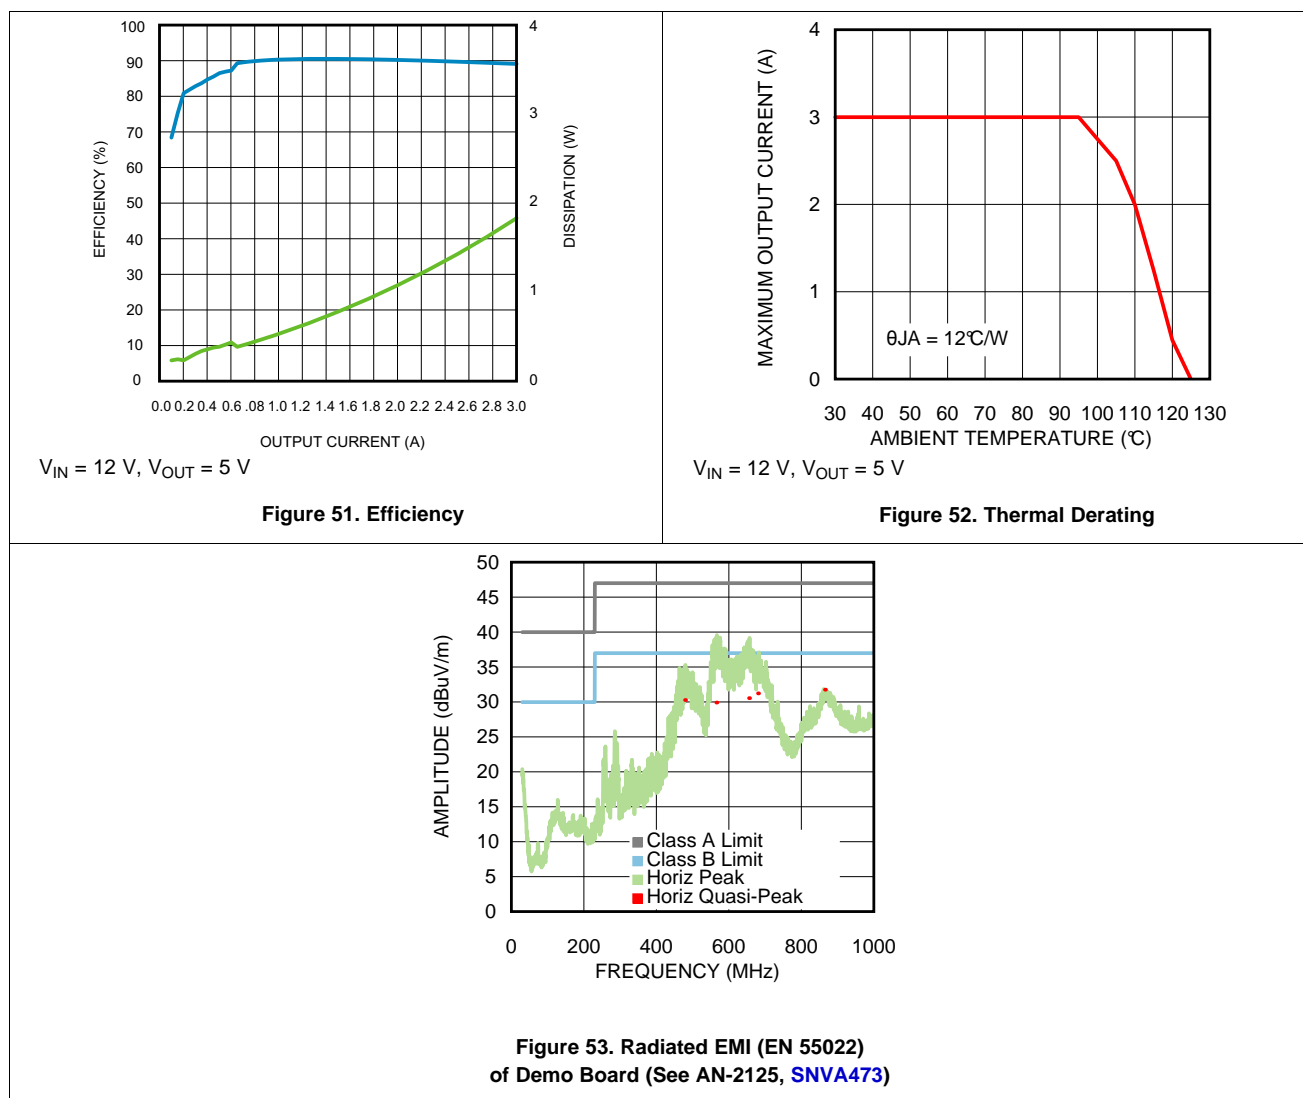 100
90
80
70
60
50
40
30
20
10
0
EFFICIENCY (%)
4
3
2
1
0
DISSIPATION (W)
0.0 0.2 0.4 0.6 .08 1.0 1.2 1.4 1.6 1.8 2.0 2.2 2.4 2.6 2.8 3.0
OUTPUT CURRENT (A)
VIN = 12 V, VOUT = 5 V
Figure 51. Efficiency
4
3
2
1
0
MAXIMUM OUTPUT CURRENT (A)
θJA = 12°C/W
30 40 50 60 70 80 90 100 110 120 130
AMBIENT TEMPERATURE (°C)
VIN = 12 V, VOUT = 5 V
Figure 52. Thermal Derating
50
45
40
35
30
25
20
15
10
5
0
AMPLITUDE (dBuV/m)
Class A Limit
Class B Limit
Horiz Peak
Horiz Quasi-Peak
0 200 400 600 800 1000
FREQUENCY (MHz)
Figure 53. Radiated EMI (EN 55022)
of Demo Board (See AN-2125, SNVA473)